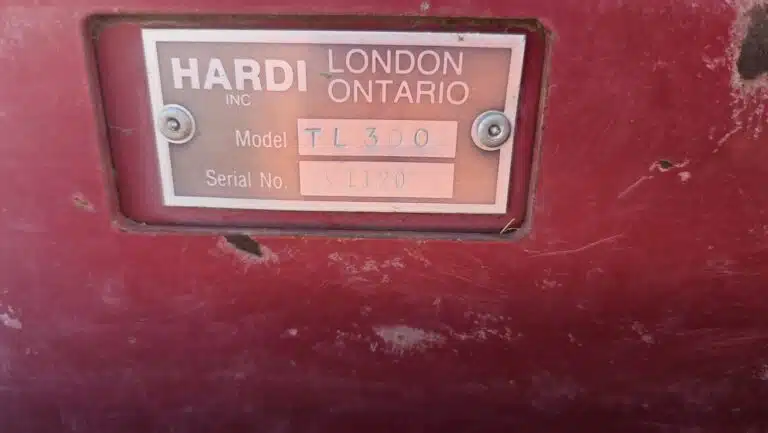 HARDI
INC
LONDON
ONTARIO
Model TL300
Serial No.